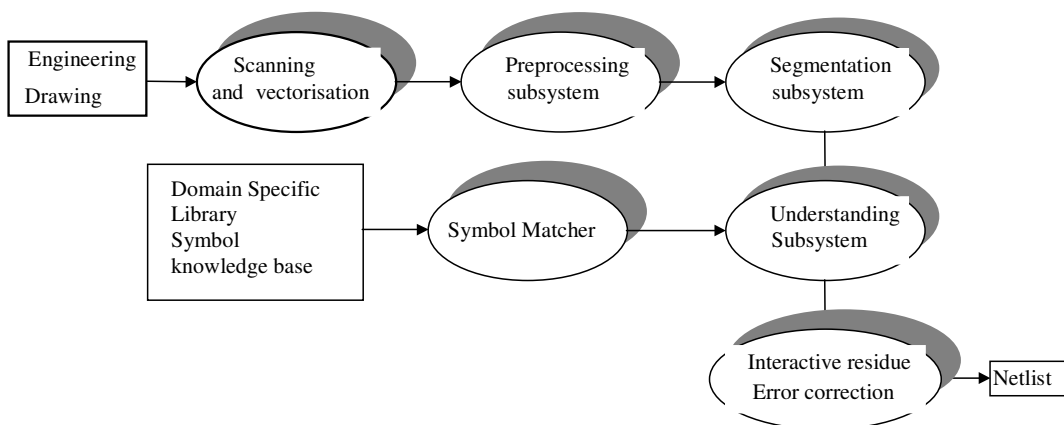 Engineering
Drawing
Scanning
and vectorisation
Preprocessing
subsystem
Segmentation
subsystem
Domain Specific
Library
Symbol
knowledge base
Symbol Matcher
Understanding
Subsystem
Interactive residue
Error correction
Netlist